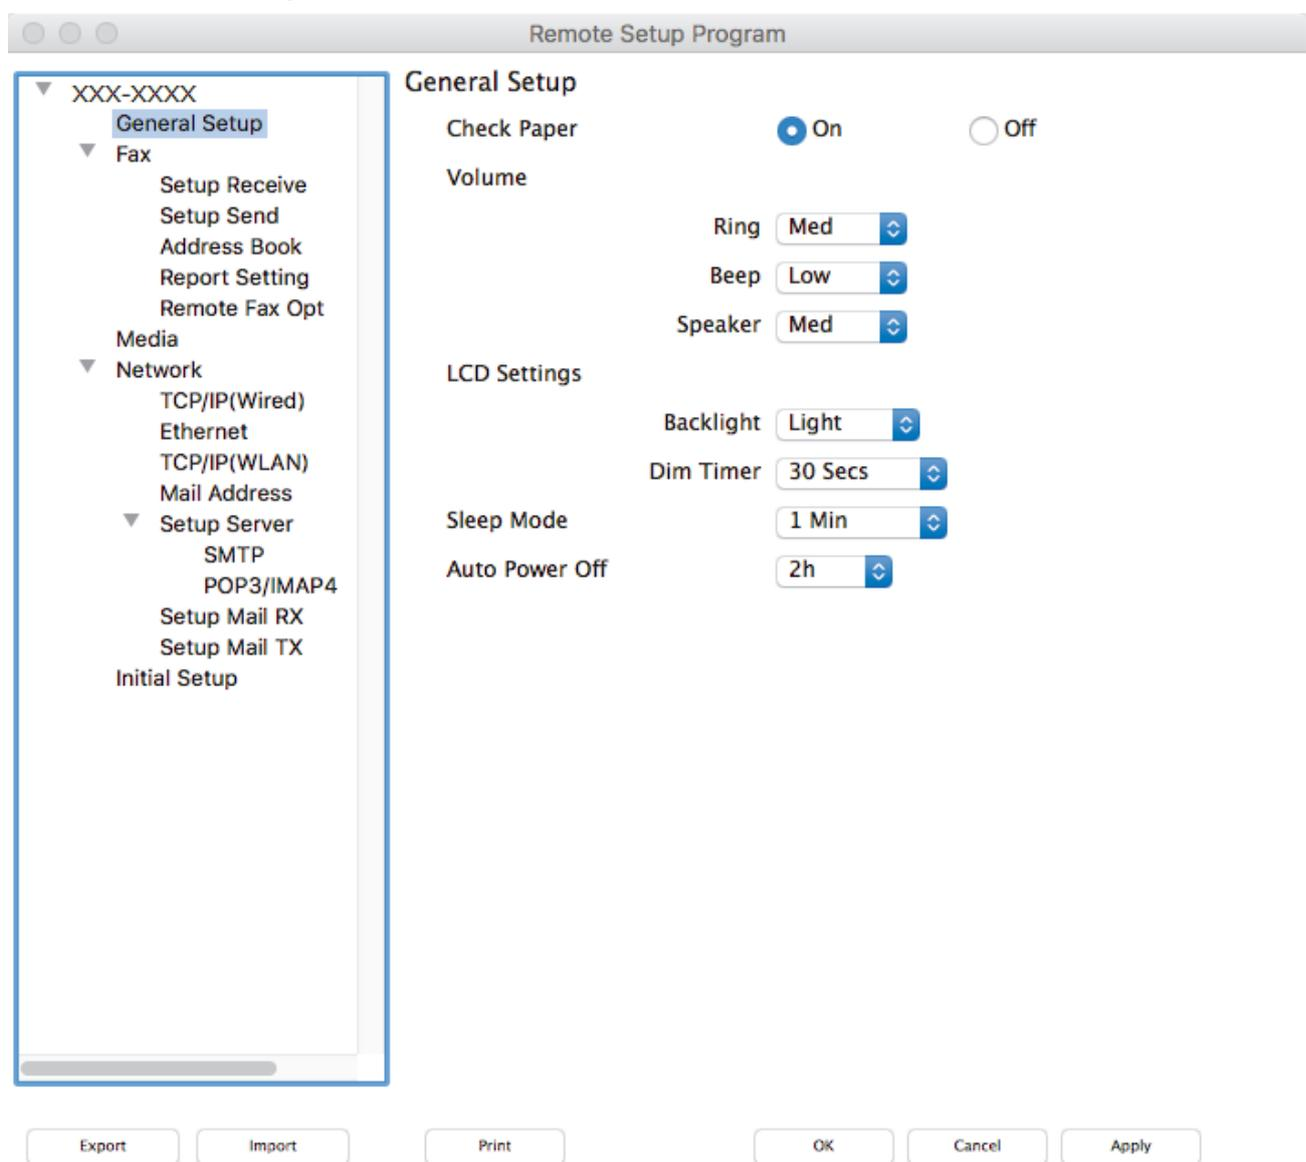 Remote Setup Program
XXX-XXXX
General Setup
Fax
Setup Receive
Setup Send
Address Book
Report Setting
Remote Fax Opt
Media
Network
TCP/IP(Wired)
Ethernet
TCP/IP(WLAN)
Mail Address
Setup Server
SMTP
POP3/IMAP4
Setup Mail RX
Setup Mail TX
Initial Setup
General Setup
Check Paper On Off
Volume
Ring Med
Beep Low
Speaker Med
LCD Settings
Backlight Light
Dim Timer 30 Secs
Sleep Mode 1 Min
Auto Power Off 2h
Export Import Print OK Cancel Apply